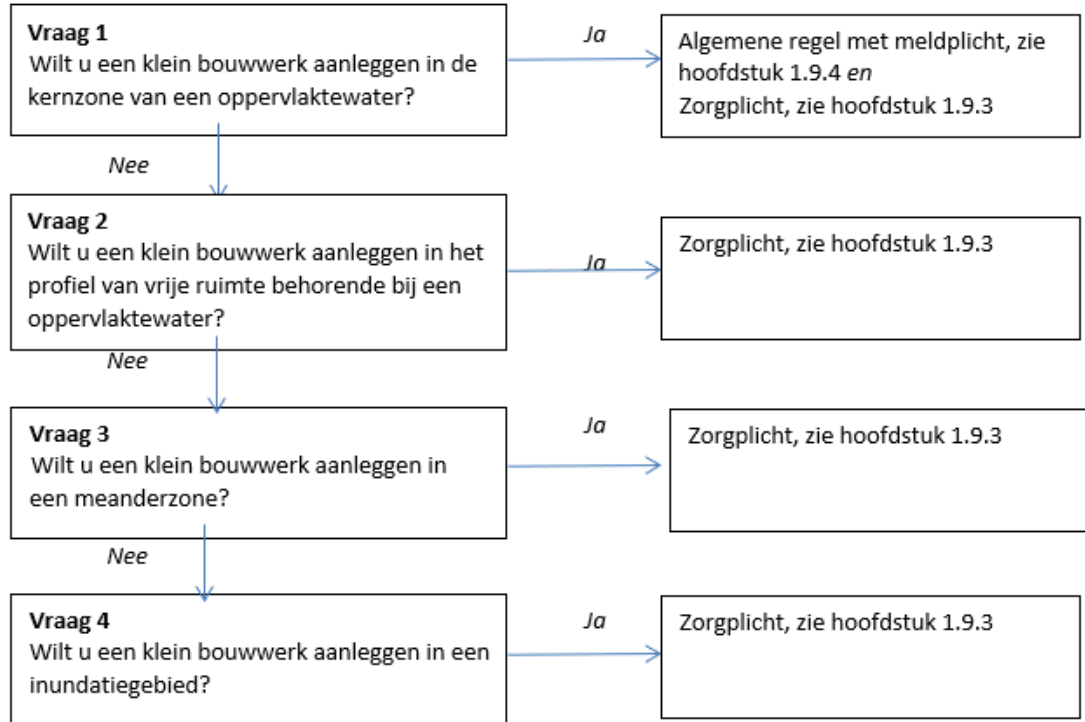 Vraag 1
Wilt u een klein bouwwerk aanleggen in de
kernzone van een oppervlaktewater?
Ja
Algemene regel met meldplicht, zie
hoofdstuk 1.9.4 en
Zorgplicht, zie hoofdstuk 1.9.3
Nee
Vraag 2
Wilt u een klein bouwwerk aanleggen in het
profiel van vrije ruimte behorende bij een
oppervlaktewater?
Ja
Zorgplicht, zie hoofdstuk 1.9.3
Nee
Vraag 3
Wilt u een klein bouwwerk aanleggen in
een meanderzone?
Ja
Zorgplicht, zie hoofdstuk 1.9.3
Nee
Vraag 4
Wilt u een klein bouwwerk aanleggen in een
inundatiegebied?
Ja
Zorgplicht, zie hoofdstuk 1.9.3